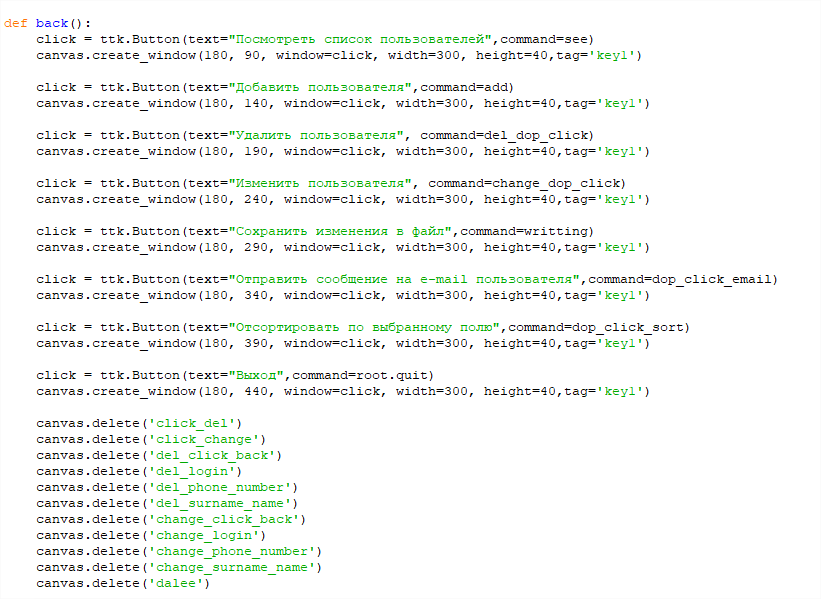 def back():
    click = ttk.Button(text="Посмотреть список пользователей",command=see)
    canvas.create_window(180, 90, window=click, width=300, height=40,tag='key1')

    click = ttk.Button(text="Добавить пользователя",command=add)
    canvas.create_window(180, 140, window=click, width=300, height=40,tag='key1')

    click = ttk.Button(text="Удалить пользователя", command=del_dop_click)
    canvas.create_window(180, 190, window=click, width=300, height=40,tag='key1')

    click = ttk.Button(text="Изменить пользователя", command=change_dop_click)
    canvas.create_window(180, 240, window=click, width=300, height=40,tag='key1')

    click = ttk.Button(text="Сохранить изменения в файл",command=writting)
    canvas.create_window(180, 290, window=click, width=300, height=40,tag='key1')

    click = ttk.Button(text="Отправить сообщение на e-mail пользователя",command=dop_click_email)
    canvas.create_window(180, 340, window=click, width=300, height=40,tag='key1')

    click = ttk.Button(text="Отсортировать по выбранному полю",command=dop_click_sort)
    canvas.create_window(180, 390, window=click, width=300, height=40,tag='key1')

    click = ttk.Button(text="Выход",command=root.quit)
    canvas.create_window(180, 440, window=click, width=300, height=40,tag='key1')

    canvas.delete('click_del')
    canvas.delete('click_change')
    canvas.delete('del_click_back')
    canvas.delete('del_login')
    canvas.delete('del_phone_number')
    canvas.delete('del_surname_name')
    canvas.delete('change_click_back')
    canvas.delete('change_login')
    canvas.delete('change_phone_number')
    canvas.delete('change_surname_name')
    canvas.delete('dalee')